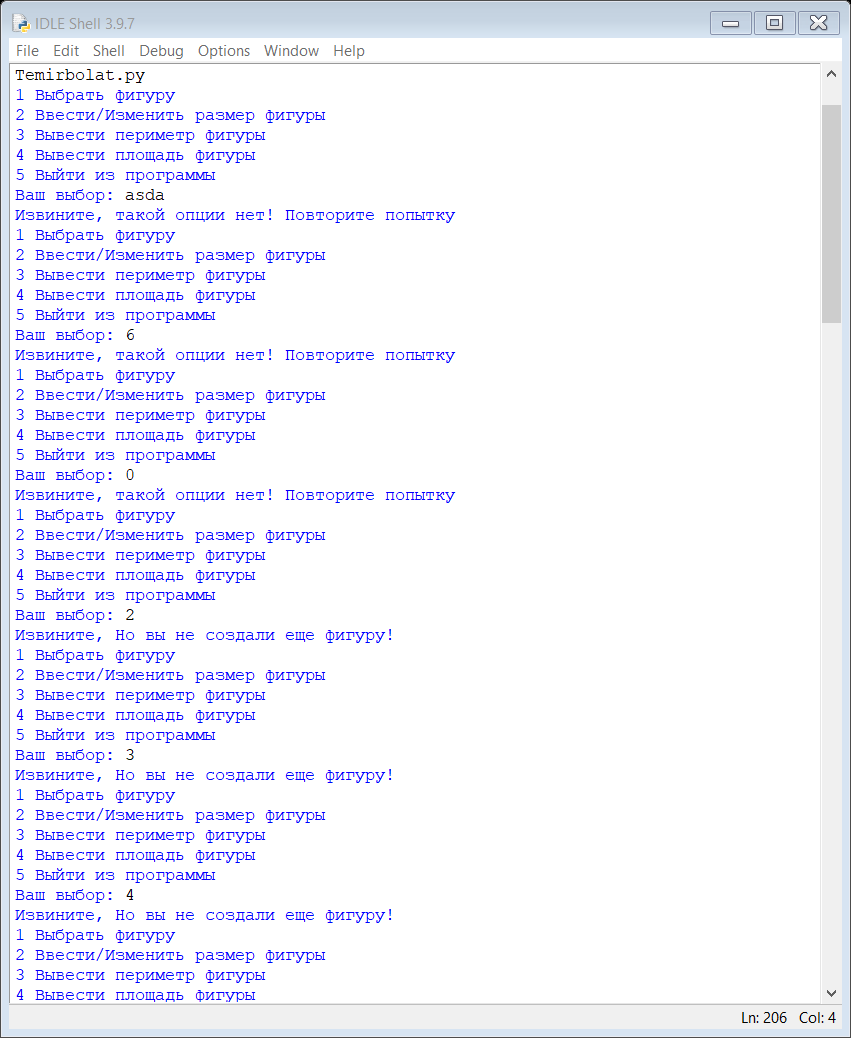 IDLE Shell 3.9.7
File Edit Shell Debug Options Window Help
Temirbolat.py
1 Выбрать фигуру
2 Ввести/Изменить размер фигуры
3 Вывести периметр фигуры
4 Вывести площадь фигуры
5 Выйти из программы
Ваш выбор: asda
Извините, такой опции нет! Повторите попытку
1 Выбрать фигуру
2 Ввести/Изменить размер фигуры
3 Вывести периметр фигуры
4 Вывести площадь фигуры
5 Выйти из программы
Ваш выбор: 6
Извините, такой опции нет! Повторите попытку
1 Выбрать фигуру
2 Ввести/Изменить размер фигуры
3 Вывести периметр фигуры
4 Вывести площадь фигуры
5 Выйти из программы
Ваш выбор: 0
Извините, такой опции нет! Повторите попытку
1 Выбрать фигуру
2 Ввести/Изменить размер фигуры
3 Вывести периметр фигуры
4 Вывести площадь фигуры
5 Выйти из программы
Ваш выбор: 2
Извините, Но вы не создали еще фигуру!
1 Выбрать фигуру
2 Ввести/Изменить размер фигуры
3 Вывести периметр фигуры
4 Вывести площадь фигуры
5 Выйти из программы
Ваш выбор: 3
Извините, Но вы не создали еще фигуру!
1 Выбрать фигуру
2 Ввести/Изменить размер фигуры
3 Вывести периметр фигуры
4 Вывести площадь фигуры
5 Выйти из программы
Ваш выбор: 4
Извините, Но вы не создали еще фигуру!
1 Выбрать фигуру
2 Ввести/Изменить размер фигуры
3 Вывести периметр фигуры
4 Вывести площадь фигуры
Ln: 206 Col: 4